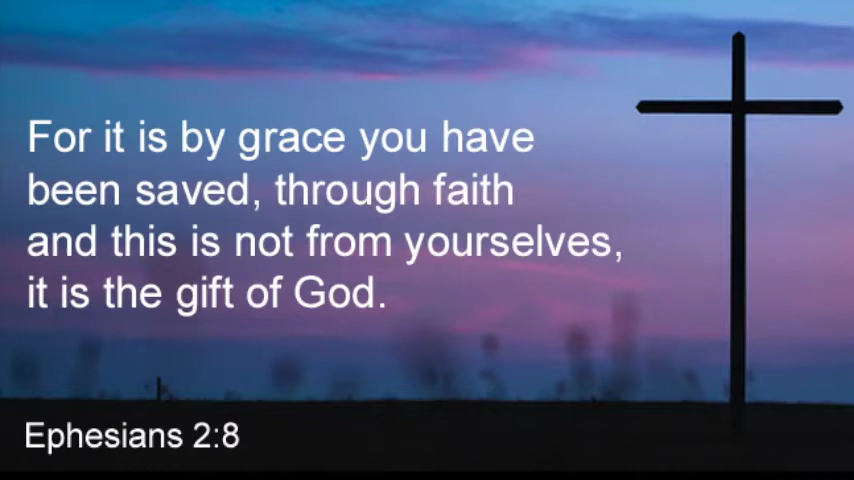 For it is by grace you have
been saved, through faith
and this is not from yourselves,
it is the gift of God.
Ephesians 2:8